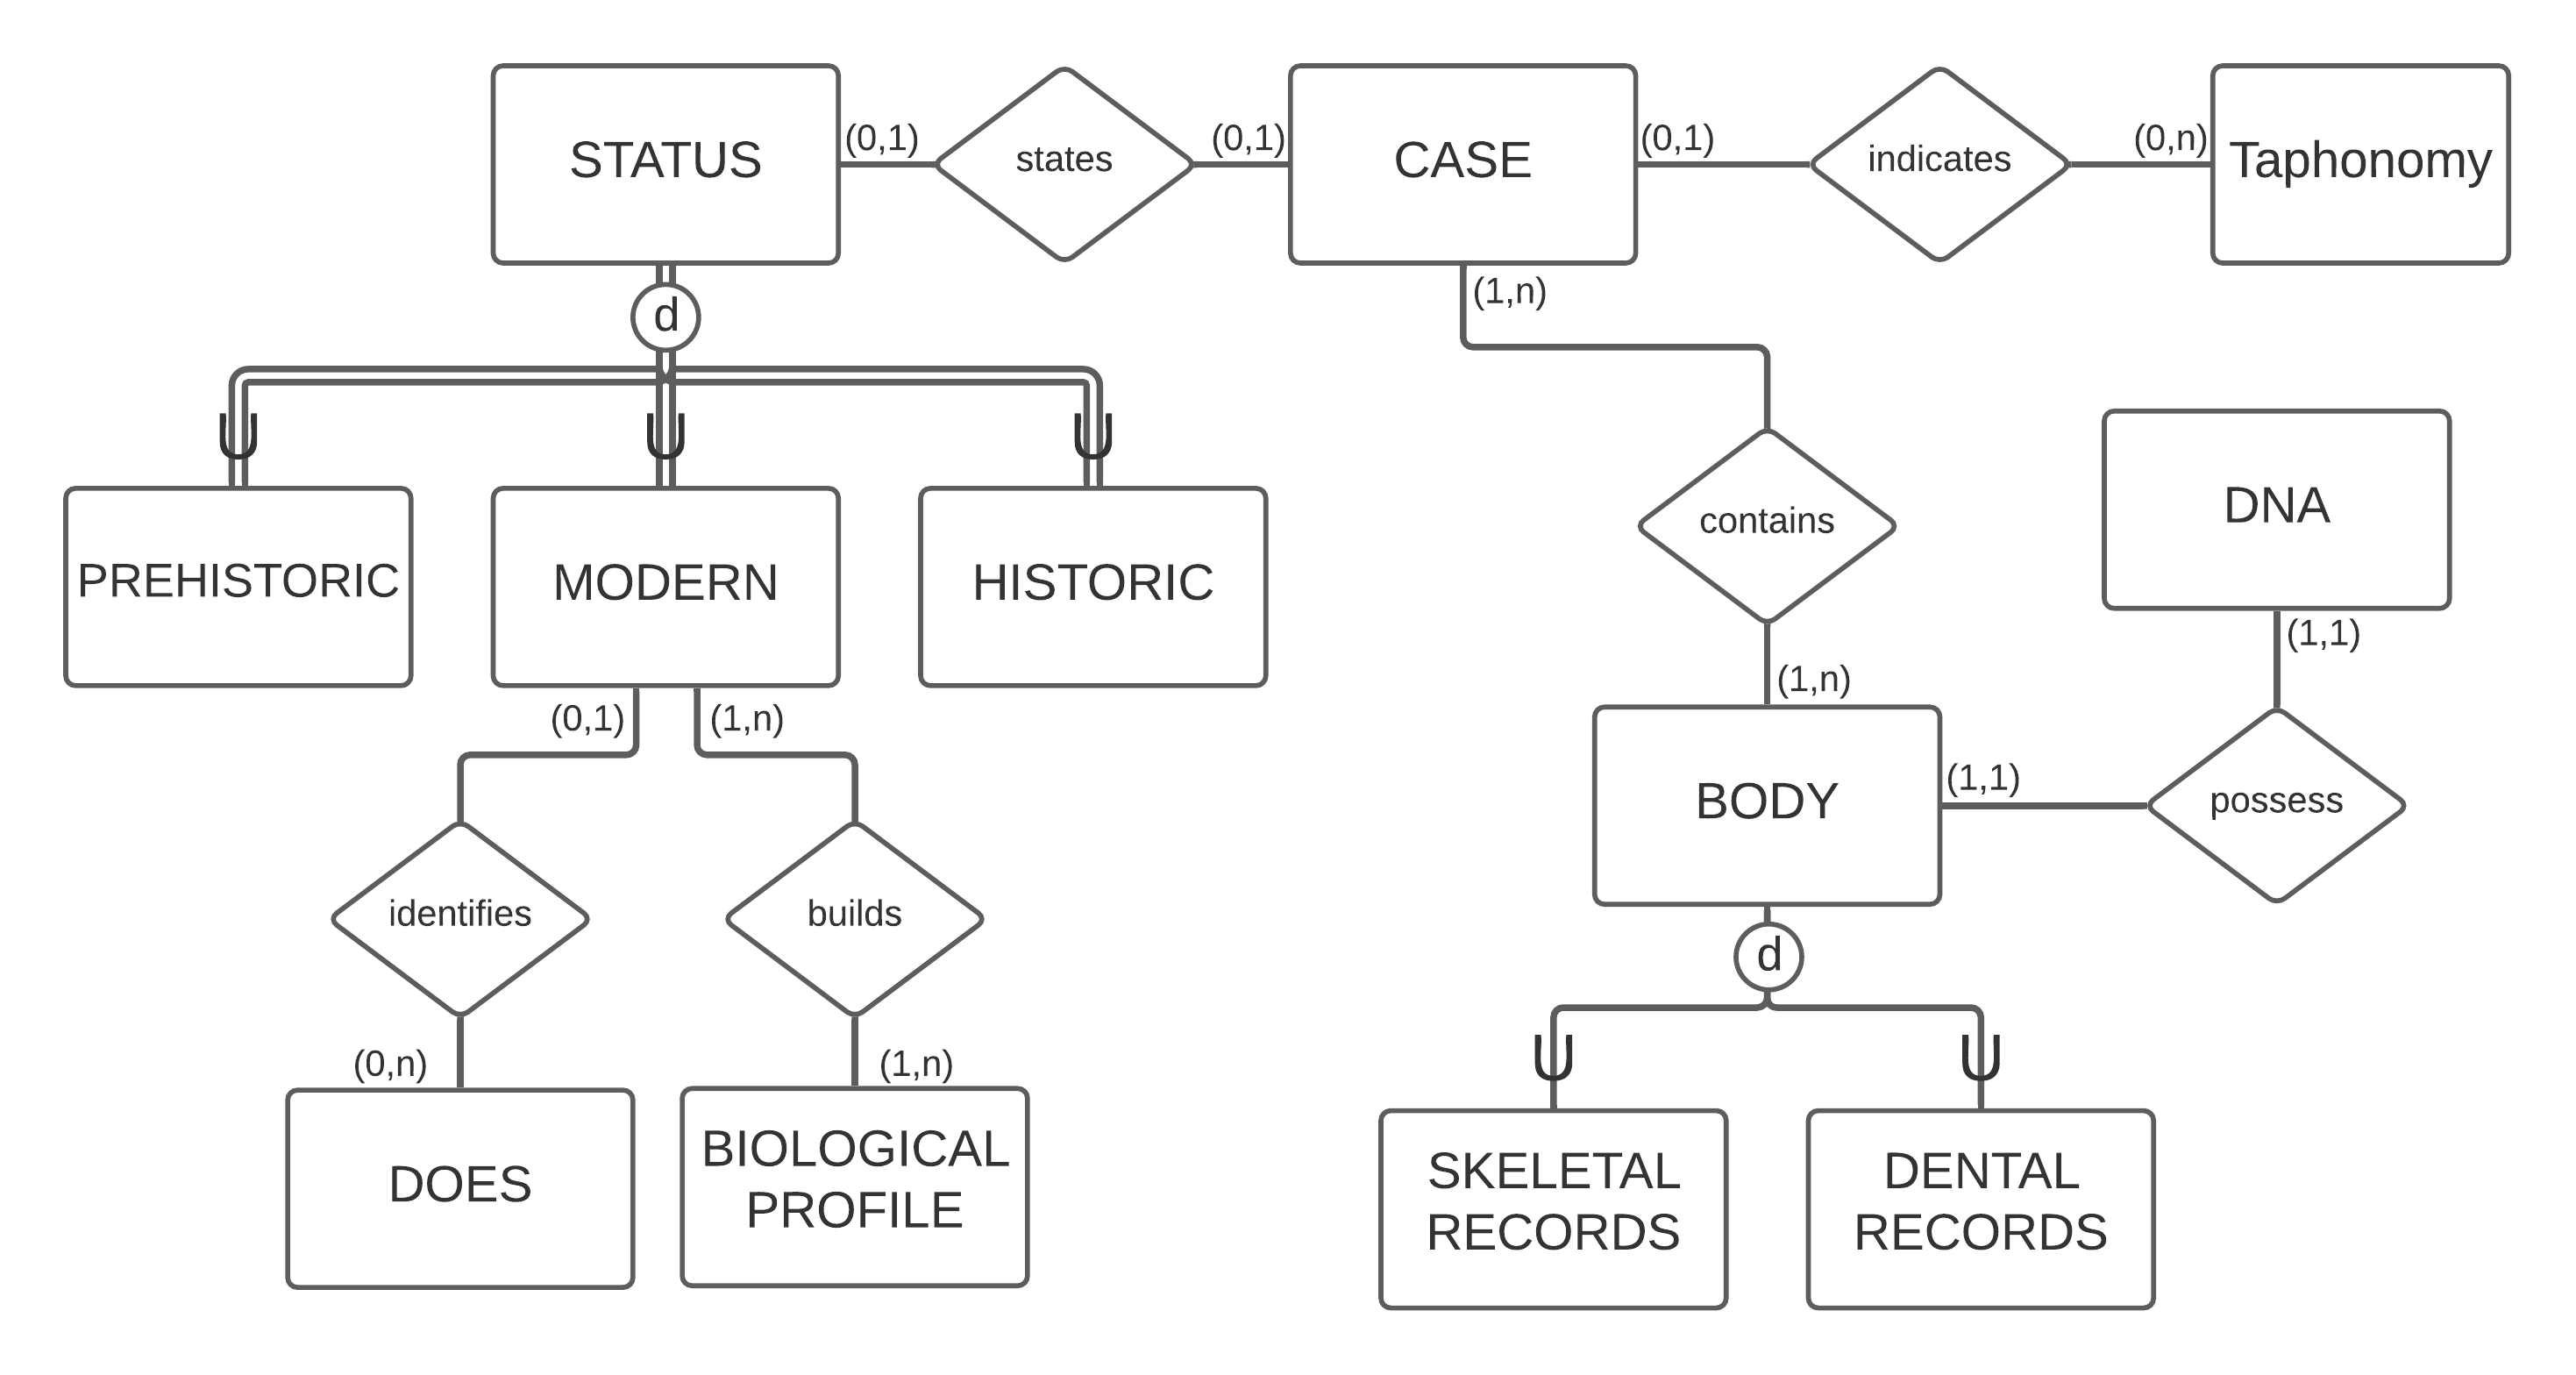 STATUS
(0,1)
states
(0,1)
CASE
(0,1)
indicates
(0,n)
Taphonomy
d
(1,n)
U
U
U
PREHISTORIC
MODERN
HISTORIC
contains
DNA
(1,1)
(0,1)
(1,n)
(1,n)
BODY
(1,1)
possess
identifies
builds
d
(0,n)
(1,n)
U
U
DOES
BIOLOGICAL
PROFILE
SKELETAL
RECORDS
DENTAL
RECORDS